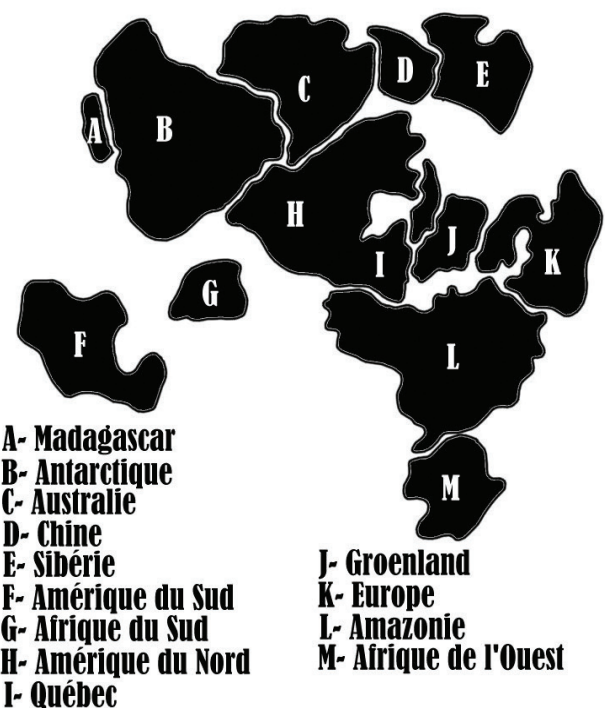 A
B
C
D
E
F
G
H
I
J
K
L
M
A- Madagascar
B- Antarctique
C- Australie
D- Chine
E- Sibérie
F- Amérique du Sud
G- Afrique du Sud
H- Amérique du Nord
I- Québec
J- Groenland
K- Europe
L- Amazonie
M- Afrique de l'Ouest